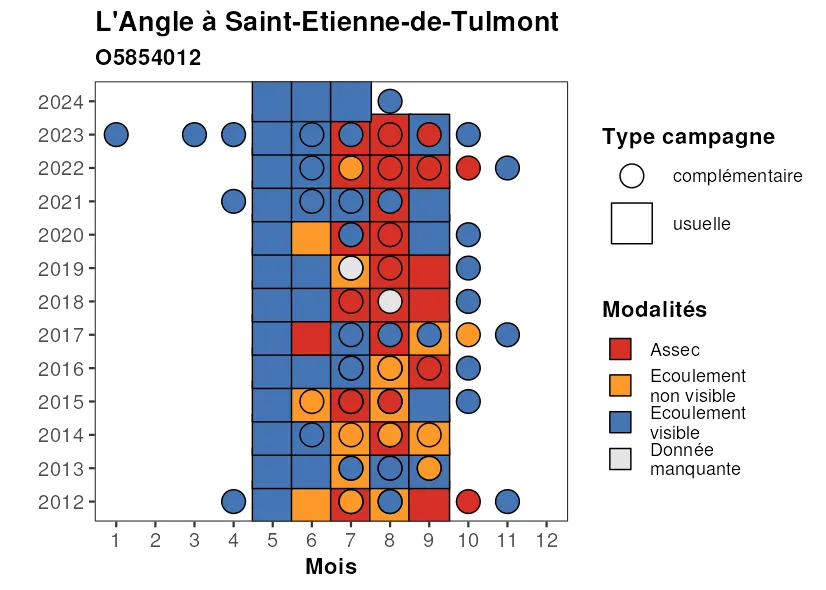 L'Angle à Saint-Etienne-de-Tulmont
O5854012
2024
2023
2022
2021
2020
2019
2018
2017
2016
2015
2014
2013
2012
1 2 3 4 5 6 7 8 9 10 11 12
Mois
Type campagne
complémentaire
usuelle
Modalités
Assec
Ecoulement
non visible
Ecoulement
visible
Donnée
manquante